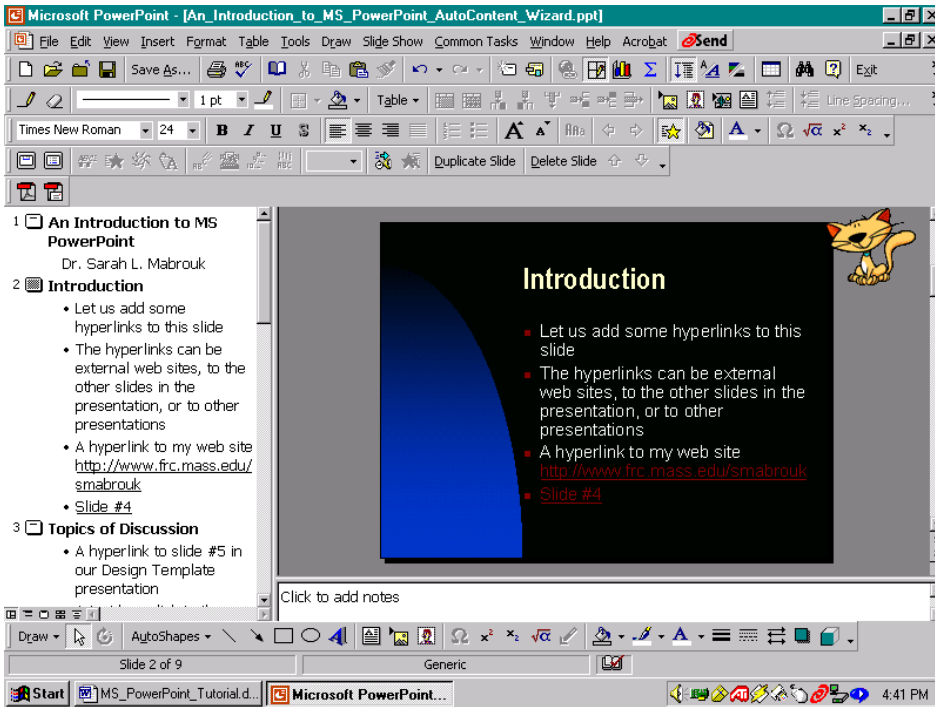 Microsoft PowerPoint - [An_Introduction_to_MS_PowerPoint_AutoContent_Wizard.ppt]
File Edit View Insert Format Table Tools Draw Slide Show Common Tasks Window Help Acrobat eSend
Save As... Exit
1 pt Table Line Spacing...
Times New Roman 24 B I U S
Duplicate Slide Delete Slide
1 An Introduction to MS
PowerPoint
Dr. Sarah L. Mabrouk
2 Introduction
• Let us add some
hyperlinks to this slide
• The hyperlinks can be
external web sites, to the
other slides in the
presentation, or to other
presentations
• A hyperlink to my web site
http://www.frc.mass.edu/
smabrouk
• Slide #4
3 Topics of Discussion
• A hyperlink to slide #5 in
our Design Template
presentation
Introduction
Let us add some hyperlinks to this
slide
The hyperlinks can be external
web sites, to the other slides in the
presentation, or to other
presentations
A hyperlink to my web site
http://www.frc.mass.edu/smabrouk
Slide #4
Click to add notes
Draw AutoShapes
Slide 2 of 9 Generic
Start MS_PowerPoint_Tutorial.d... Microsoft PowerPoint... 4:41 PM